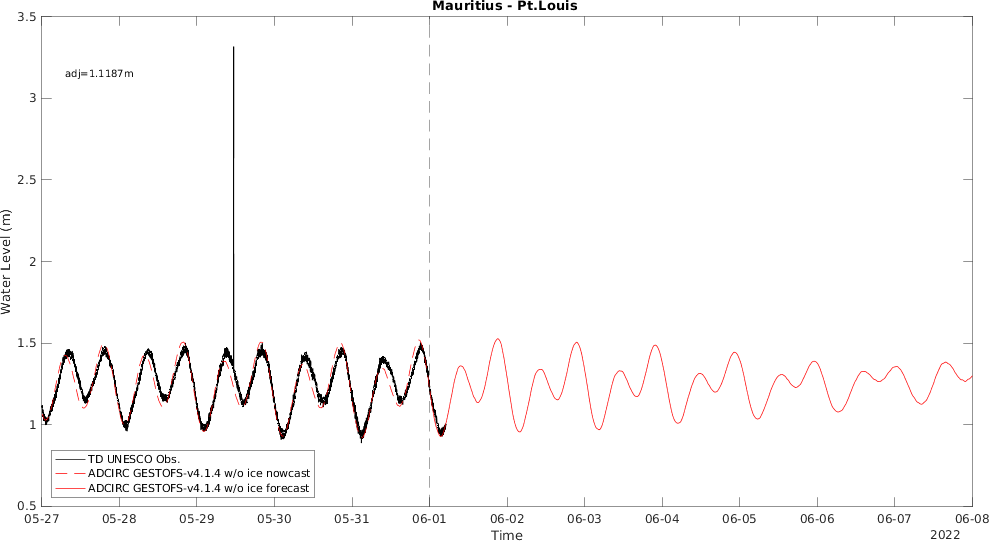 Mauritius - Pt.Louis
adj=1.1187m
3.5
3
2.5
2
1.5
1
0.5
Water Level (m)
TD UNESCO Obs.
ADCIRC GESTOFS-v4.1.4 w/o ice nowcast
ADCIRC GESTOFS-v4.1.4 w/o ice forecast
05-27 05-28 05-29 05-30 05-31 06-01 06-02 06-03 06-04 06-05 06-06 06-07 06-08
Time
2022